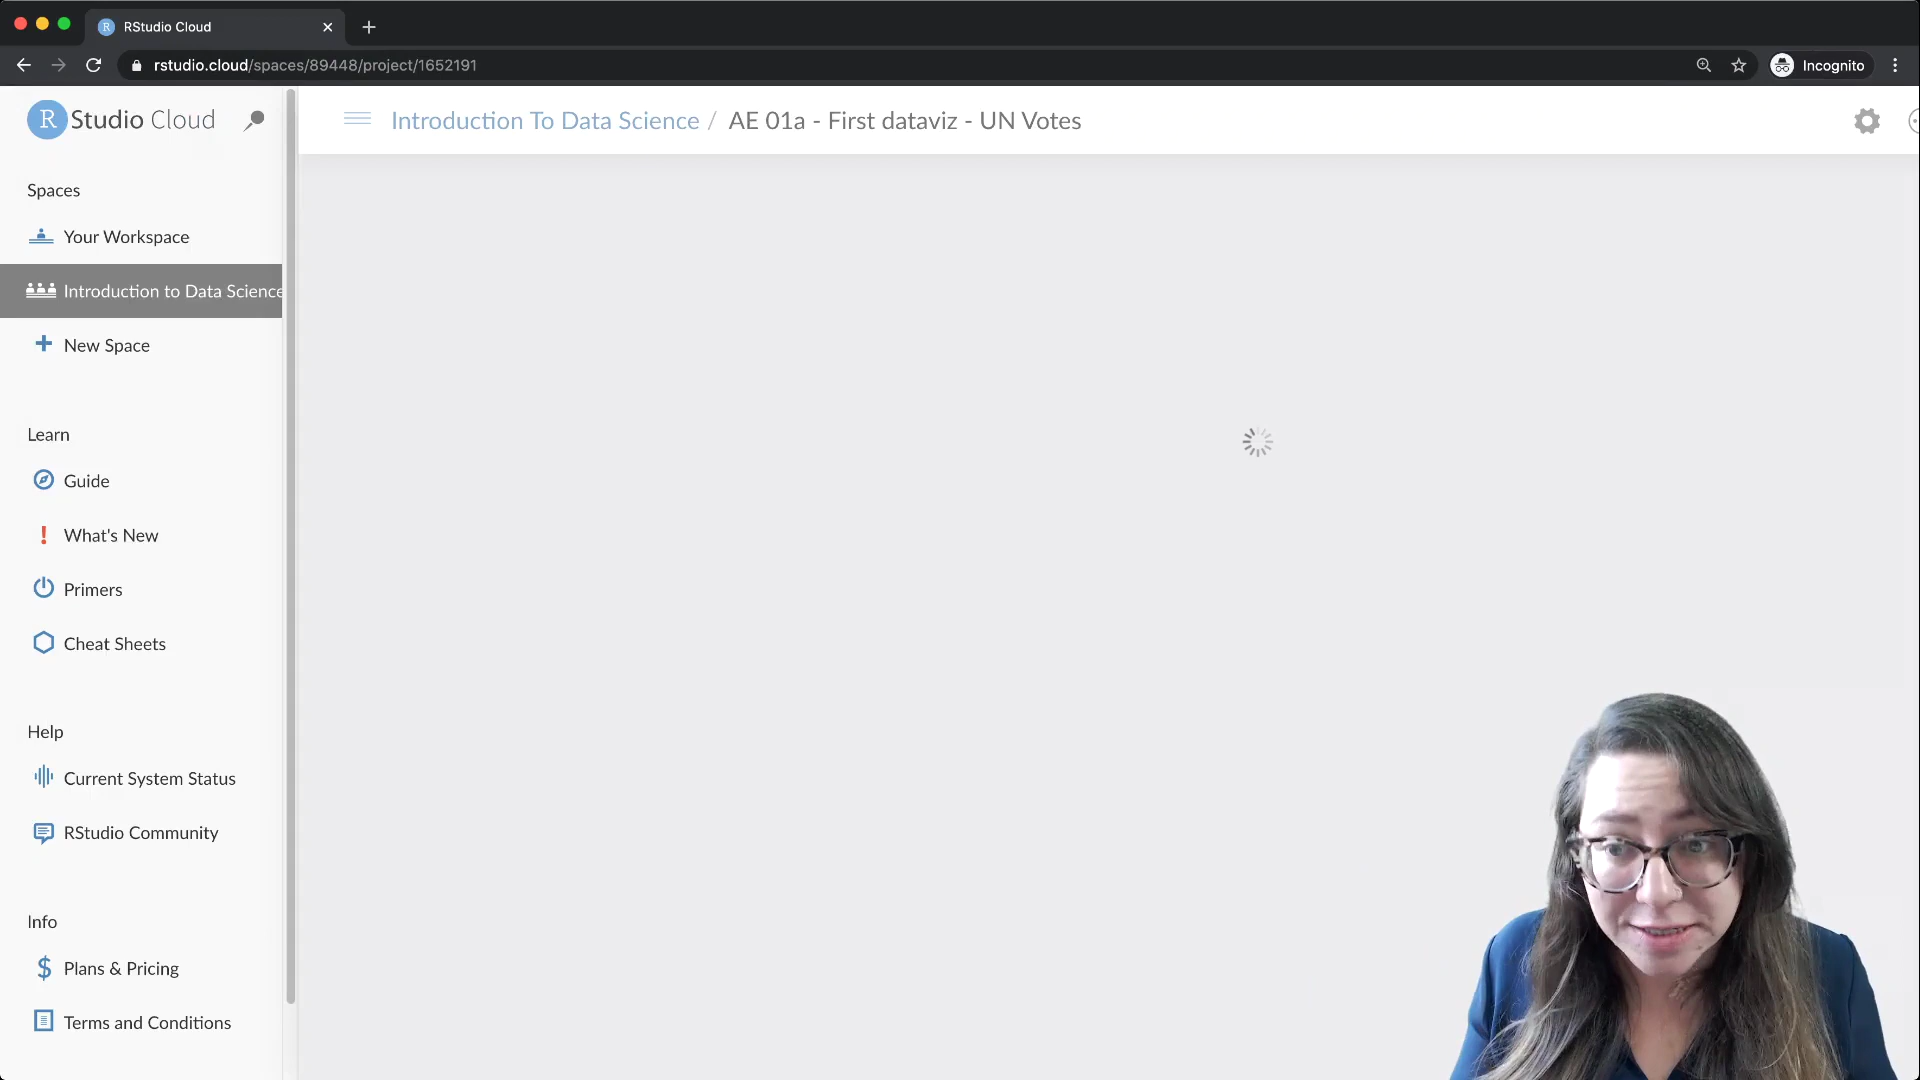 RStudio Cloud
rstudio.cloud/spaces/89448/project/1652191
Incognito
R Studio Cloud
Introduction To Data Science / AE 01a - First dataviz - UN Votes
Spaces
Your Workspace
Introduction to Data Science
New Space
Learn
Guide
What's New
Primers
Cheat Sheets
Help
Current System Status
RStudio Community
Info
Plans & Pricing
Terms and Conditions